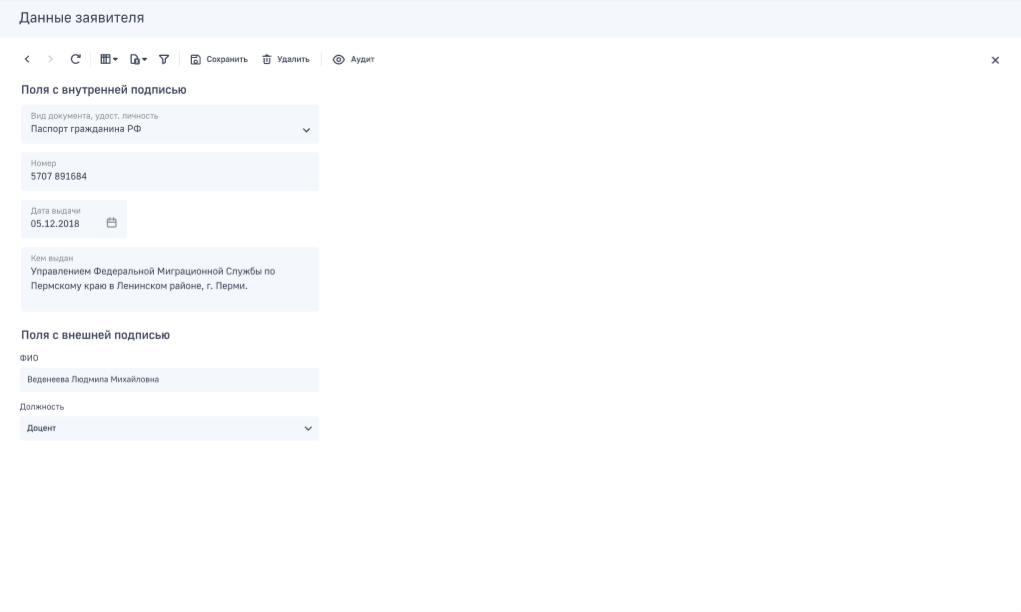 Данные заявителя
Сохранить Удалить Аудит
Поля с внутренней подписью
Вид документа, удост. личность
Паспорт гражданина РФ
Номер
5707 891684
Дата выдачи
05.12.2018
Кем выдан
Управлением Федеральной Миграционной Службы по
Пермскому краю в Ленинском районе, г. Перми.
Поля с внешней подписью
ФИО
Веденеева Людмила Михайловна
Должность
Доцент